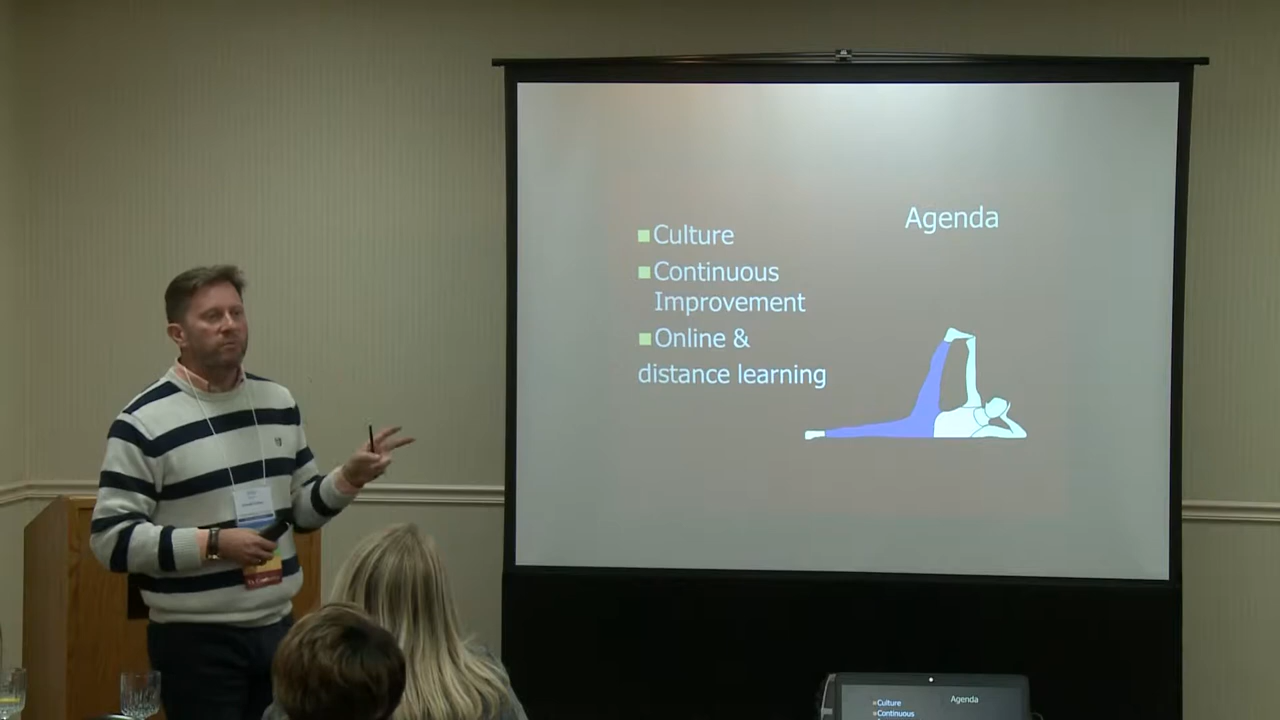 Agenda
Culture
Continuous
Improvement
Online &
distance learning
Culture
Agenda
Continuous